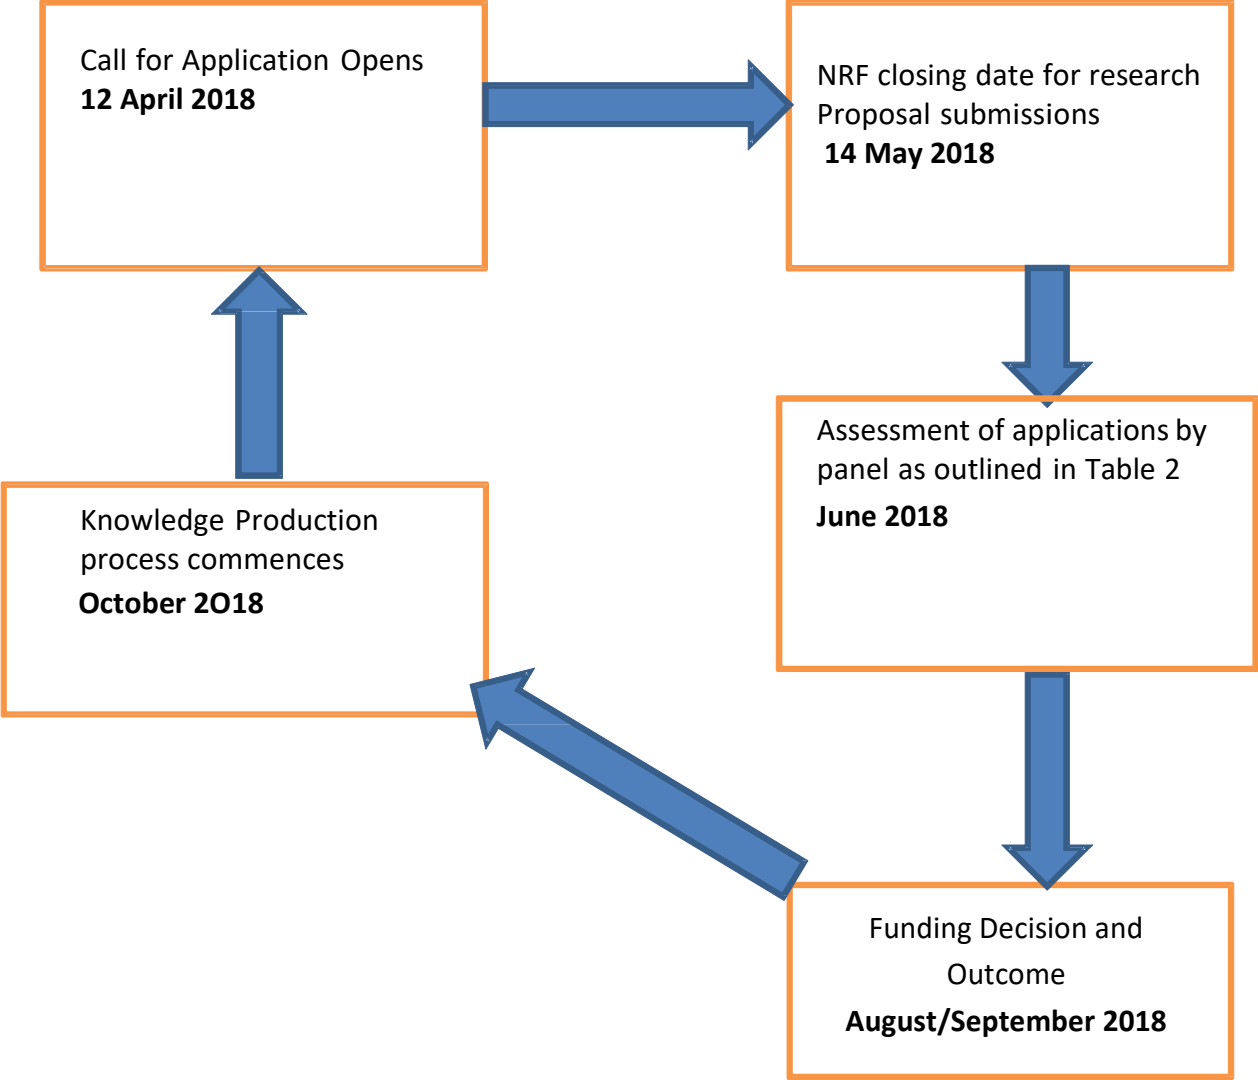 Call for Application Opens
12 April 2018
NRF closing date for research
Proposal submissions
14 May 2018
Assessment of applications by
panel as outlined in Table 2
June 2018
Funding Decision and
Outcome
August/September 2018
Knowledge Production
process commences
October 2O18